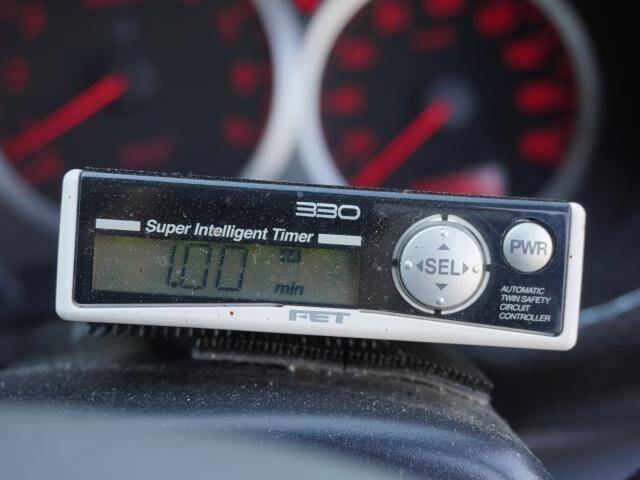 330
Super Intelligent Timer
1.00
min
SEL
PWR
AUTOMATIC
TWIN SAFETY
CIRCUIT
CONTROLLER
FET